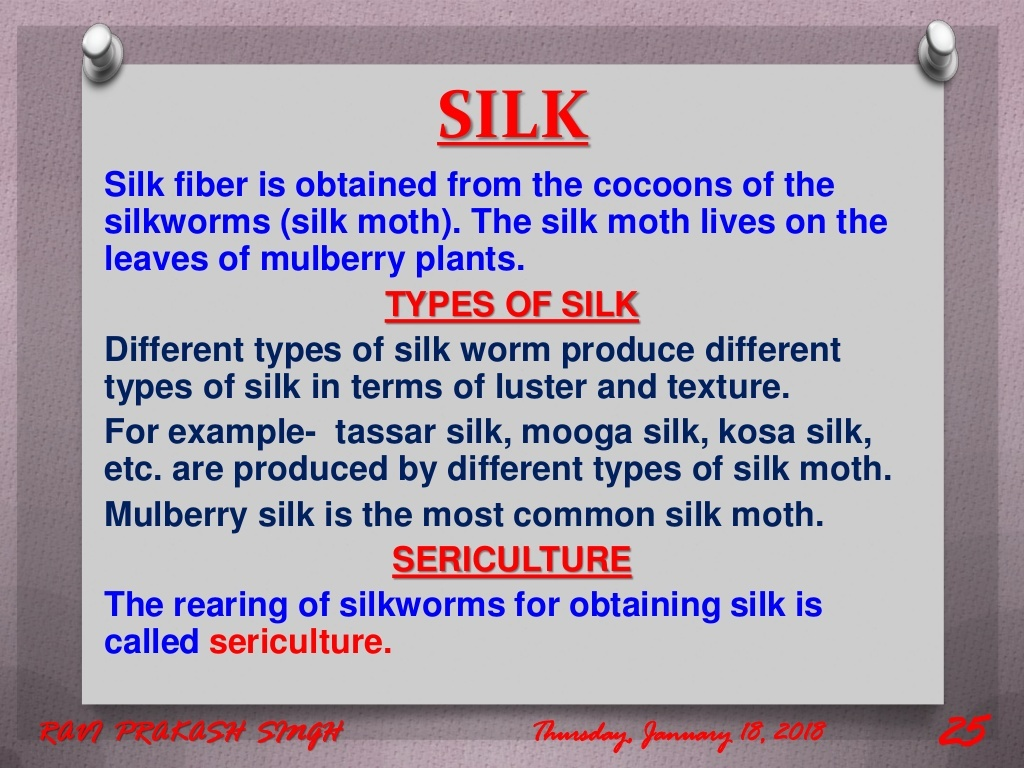 SILK
Silk fiber is obtained from the cocoons of the
silkworms (silk moth). The silk moth lives on the
leaves of mulberry plants.
TYPES OF SILK
Different types of silk worm produce different
types of silk in terms of luster and texture.
For example-  tassar silk, mooga silk, kosa silk,
etc. are produced by different types of silk moth.
Mulberry silk is the most common silk moth.
SERICULTURE
The rearing of silkworms for obtaining silk is
called sericulture.
RAVI PRAKASH SINGH Thursday, January 18, 2018 25